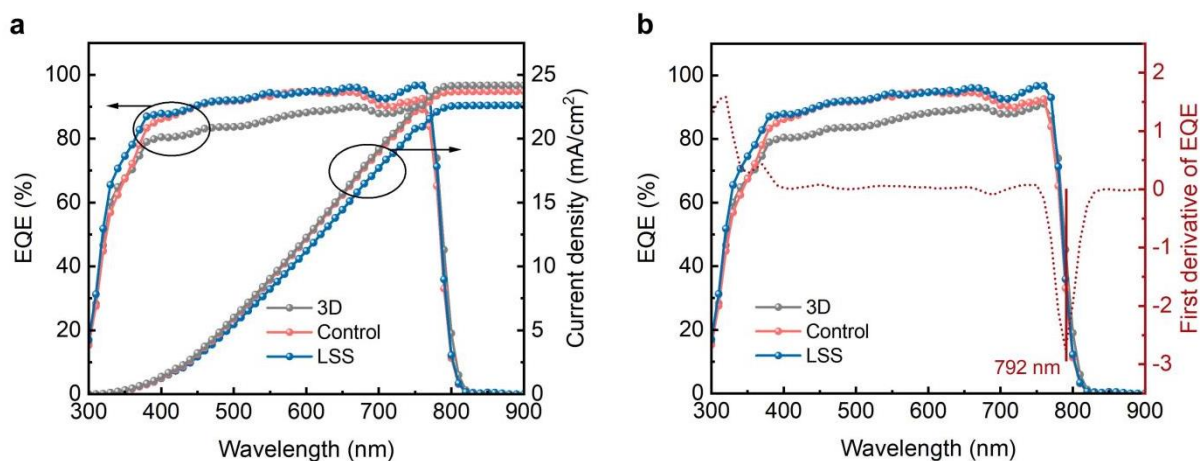 a
EQE (%)
100
80
60
40
20
0
300 400 500 600 700 800 900
Wavelength (nm)
25
20
15
10
5
0
Current density (mA/cm²)
3D
Control
LSS
b
EQE (%)
100
80
60
40
20
0
300 400 500 600 700 800 900
Wavelength (nm)
2
1
0
-1
-2
-3
First derivative of EQE
3D
Control
LSS
792 nm